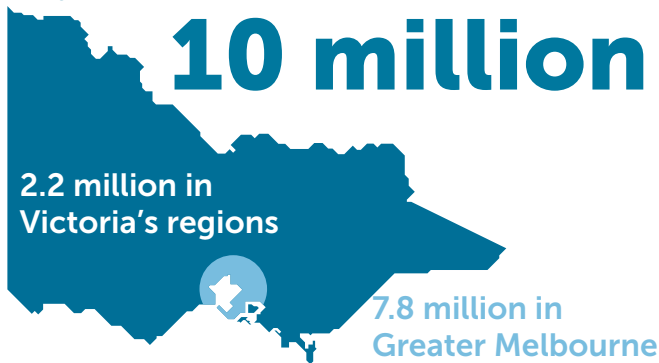 10 million
2.2 million in
Victoria’s regions
7.8 million in
Greater Melbourne